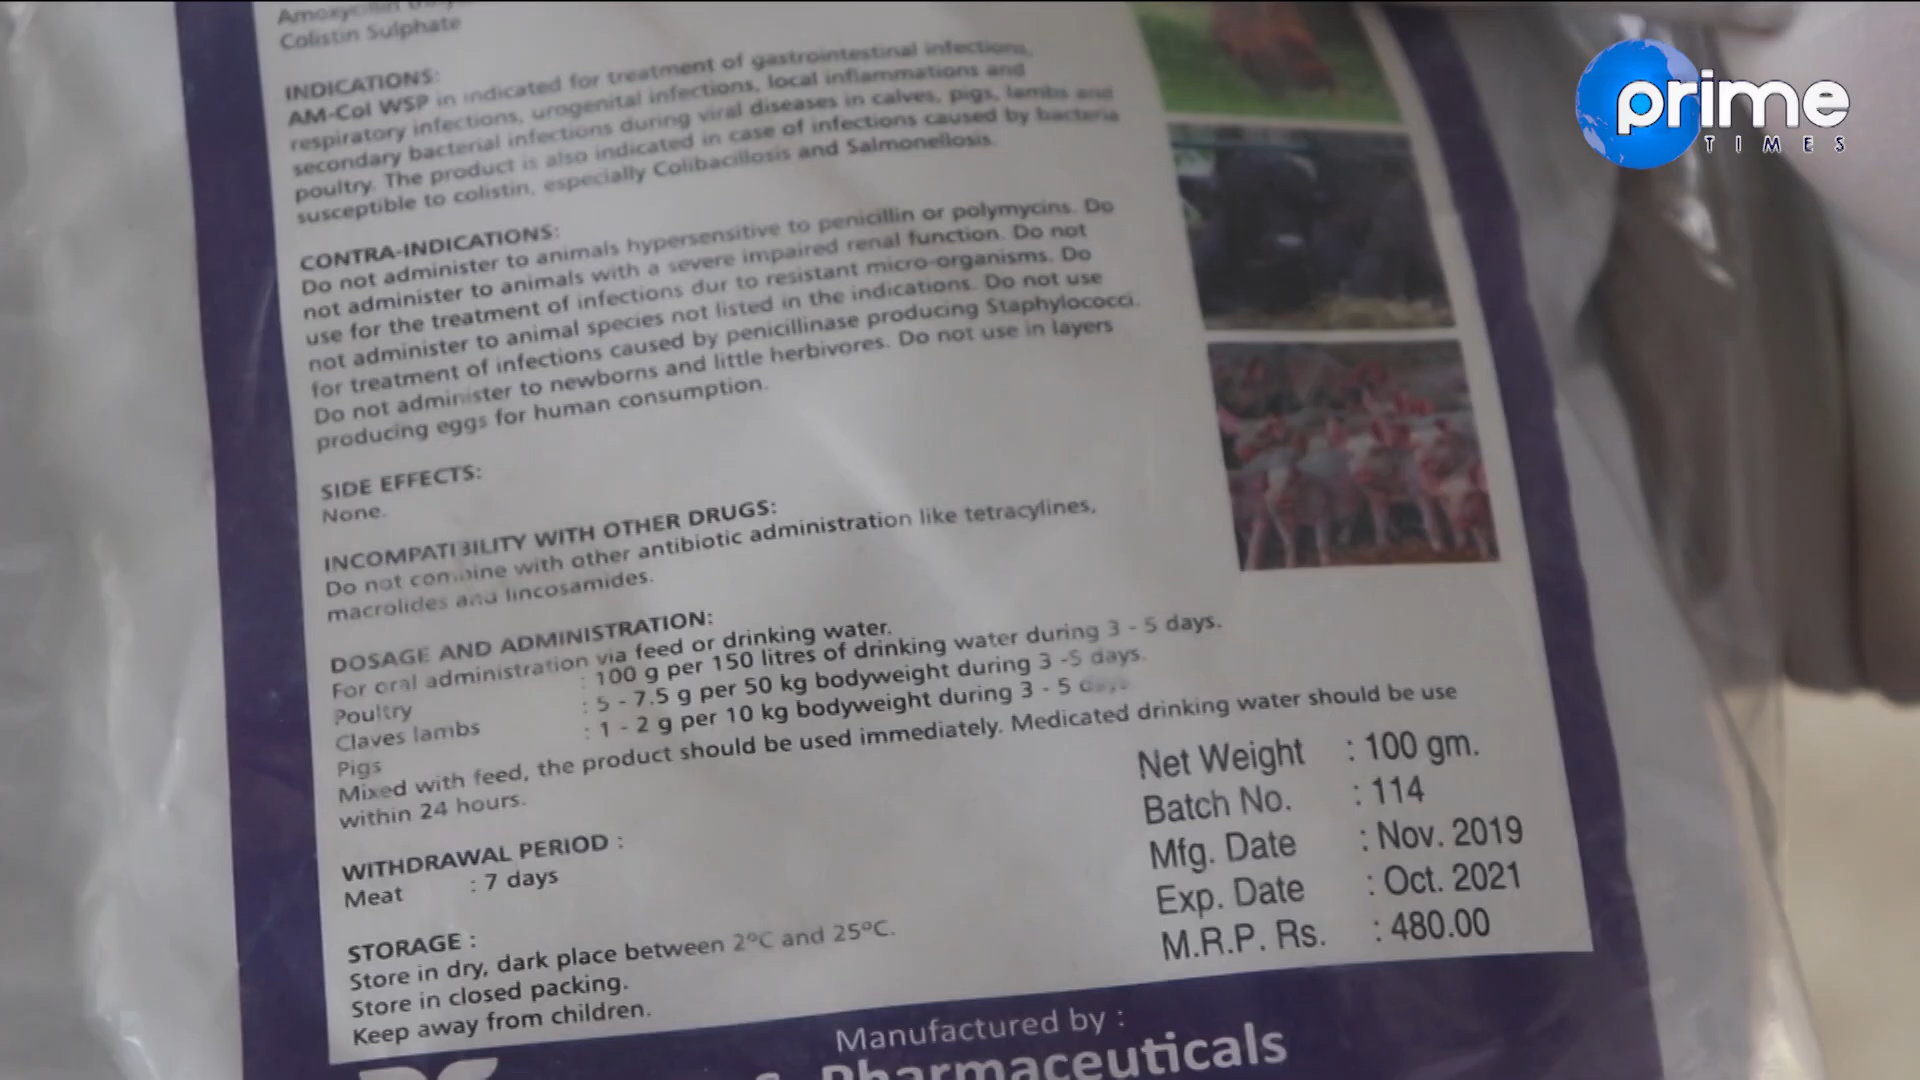 Amoxycillin
Colistin Sulphate
INDICATIONS:
AM-Col WSP in indicated for treatment of gastrointestinal infections,
respiratory infections, urogenital infections, local inflammations and
secondary bacterial infections during viral diseases in calves, pigs, lambs and
poultry. The product is also indicated in case of infections caused by bacteria
susceptible to colistin, especially Colibacillosis and Salmonellosis.
CONTRA-INDICATIONS:
Do not administer to animals hypersensitive to penicillin or polymycins. Do
not administer to animals with a severe impaired renal function. Do not
use for the treatment of infections dur to resistant micro-organisms. Do
not administer to animal species not listed in the indications. Do not use
for treatment of infections caused by penicillinase producing Staphylococci.
Do not administer to newborns and little herbivores. Do not use in layers
producing eggs for human consumption.
SIDE EFFECTS:
None.
INCOMPATIBILITY WITH OTHER DRUGS:
Do not combine with other antibiotic administration like tetracylines,
macrolides and lincosamides.
DOSAGE AND ADMINISTRATION:
For oral administration via feed or drinking water.
Poultry : 100 g per 150 litres of drinking water during 3 - 5 days.
Claves lambs : 5 - 7.5 g per 50 kg bodyweight during 3 -5 days.
Pigs : 1 - 2 g per 10 kg bodyweight during 3 - 5 days.
Mixed with feed, the product should be used immediately. Medicated drinking water should be use
within 24 hours.
WITHDRAWAL PERIOD :
Meat : 7 days
STORAGE :
Store in dry, dark place between 2°C and 25°C.
Store in closed packing.
Keep away from children.
Net Weight : 100 gm.
Batch No. : 114
Mfg. Date : Nov. 2019
Exp. Date : Oct. 2021
M.R.P. Rs. : 480.00
Manufactured by :
Pharmaceuticals
prime
TIMES